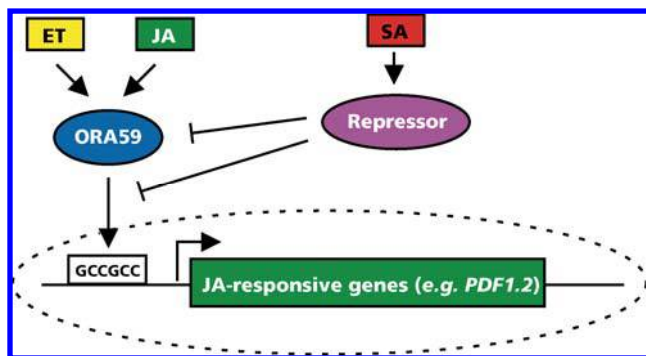 ET
JA
SA
ORA59
Repressor
GCCGCC
JA-responsive genes (e.g. PDF1.2)